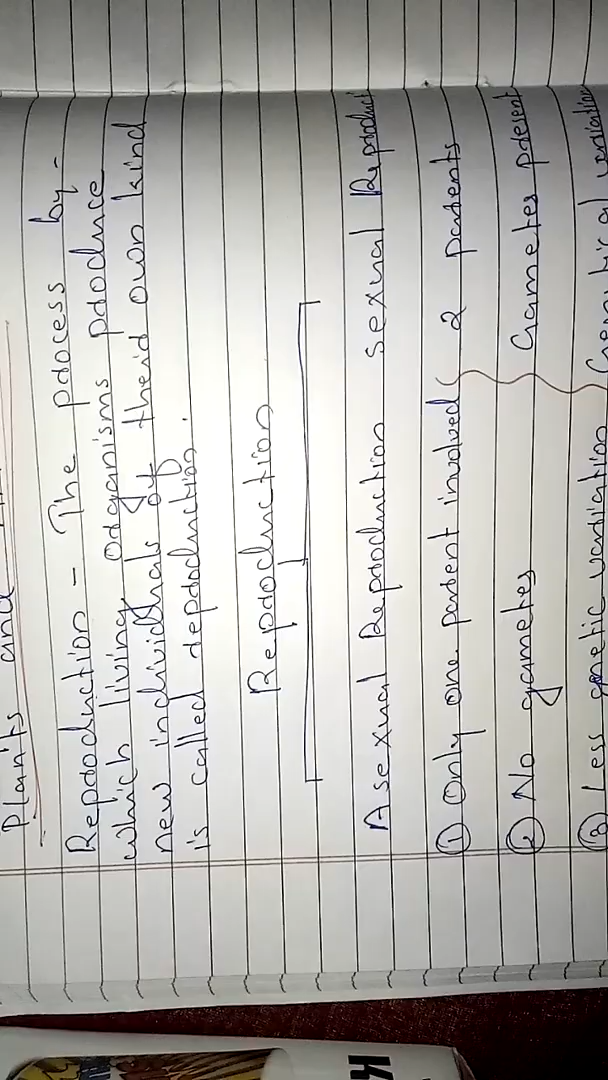 Plants and
Reproduction - The process by -
which living organisms produce
new individuals of their own kind
is called reproduction.
Reproduction
Asexual Reproduction sexual Reproduct
① Only one parent involved 2 parents
② No gametes Gametes present
③ Less genetic variation
K